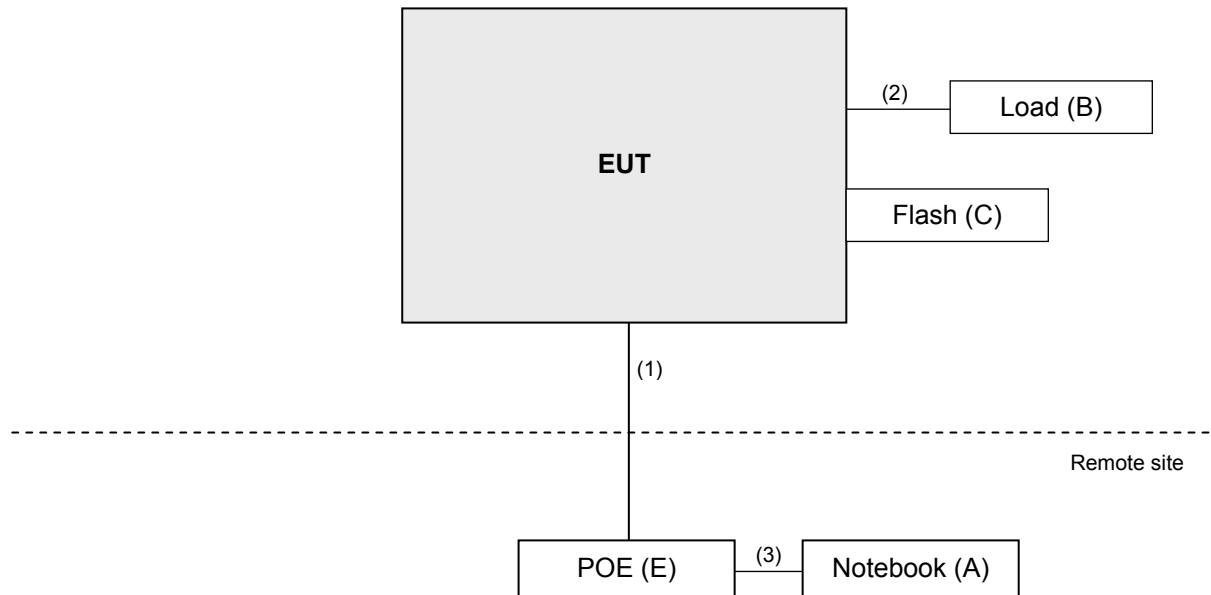 (2)
Load (B)
EUT
Flash (C)
(1)
Remote site
POE (E)
(3)
Notebook (A)